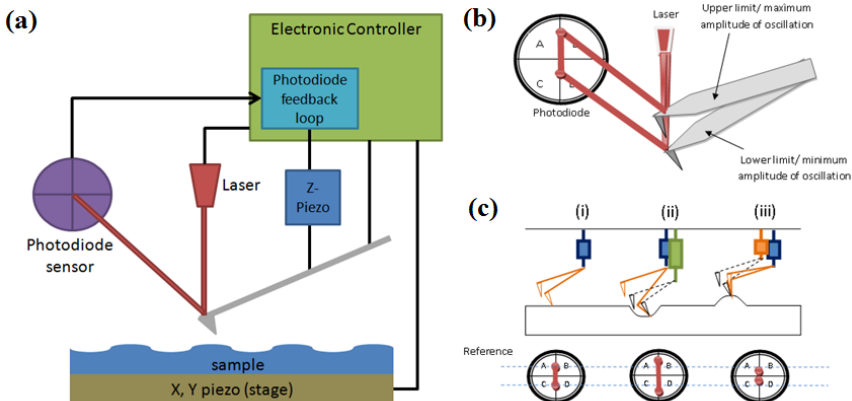 (a)
Electronic Controller
Photodiode
feedback
loop
Laser
Z-
Piezo
Photodiode
sensor
sample
X, Y piezo (stage)
(b)
Laser
Upper limit/ maximum
amplitude of oscillation
A
B
C
Photodiode
Lower limit/ minimum
amplitude of oscillation
(c)
(i)
(ii)
(iii)
Reference
A B
C D
A B
C D
A B
C D